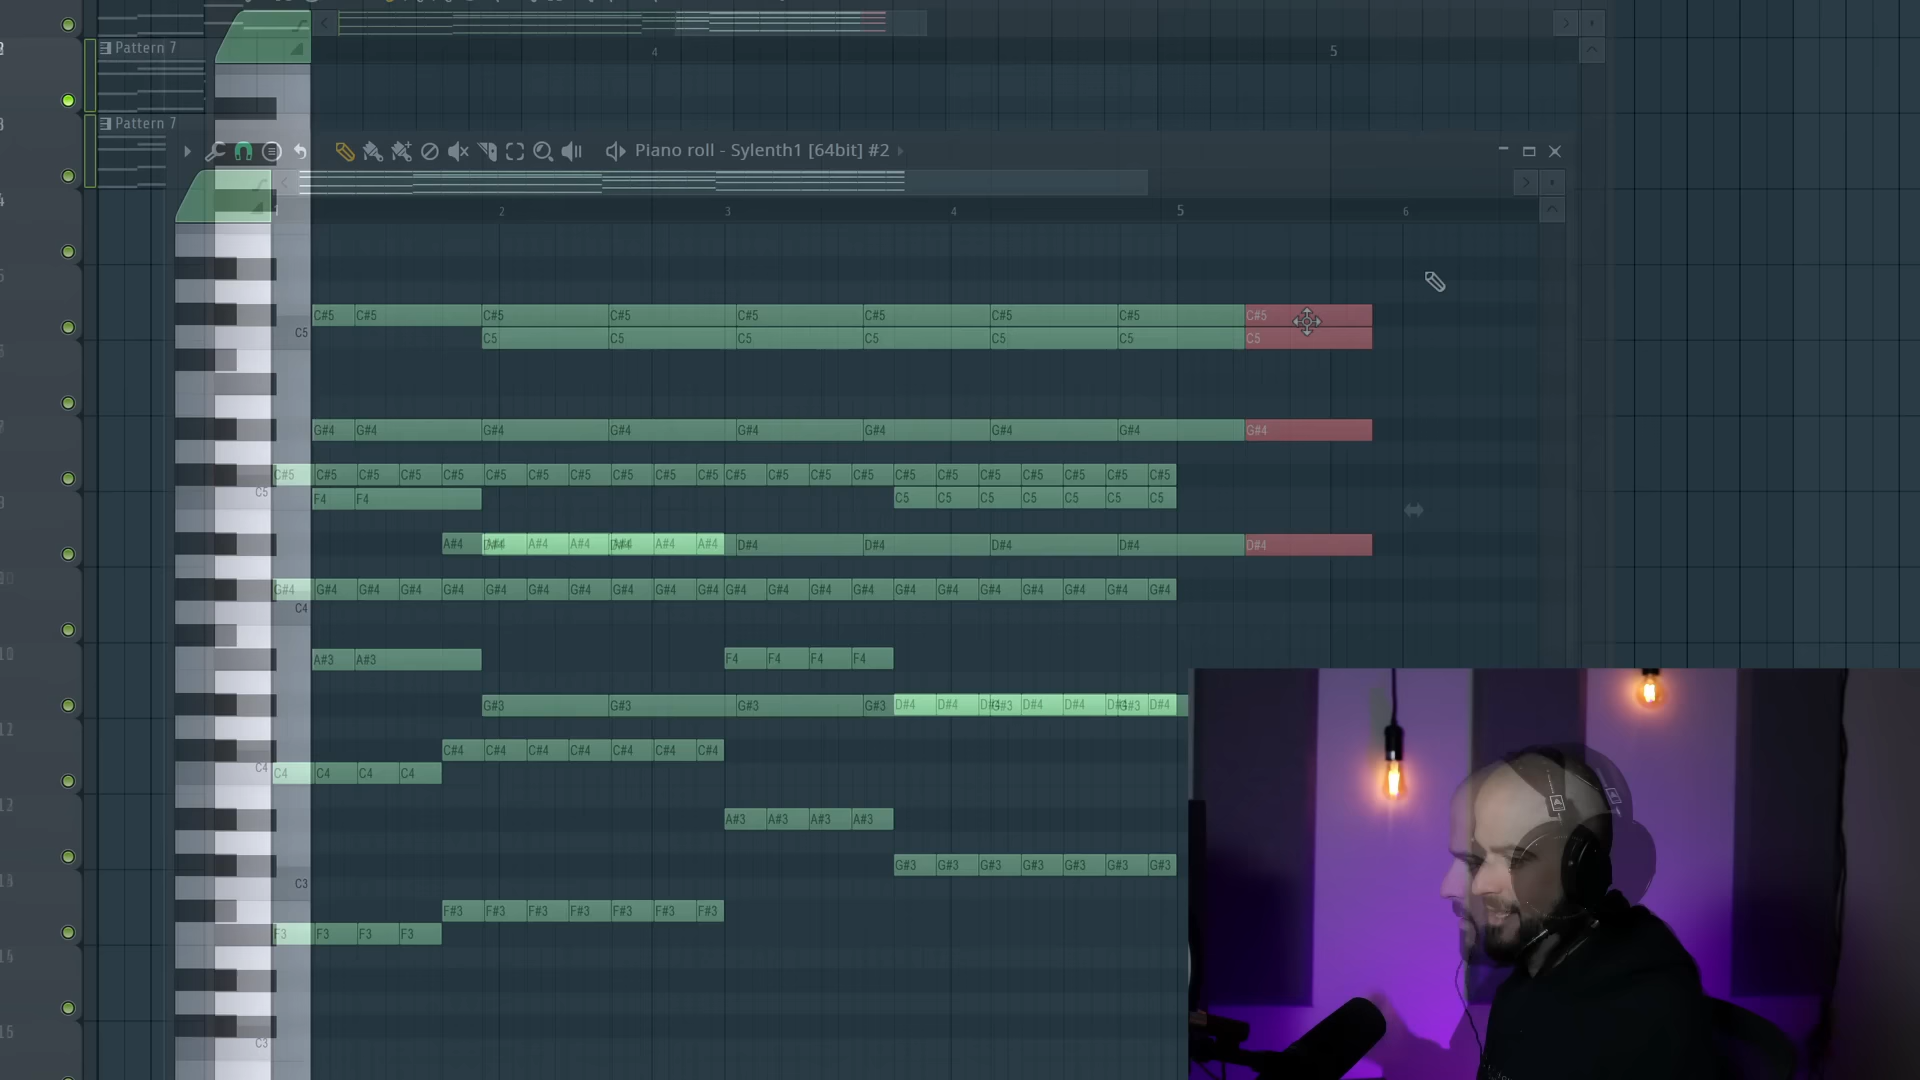 Pattern 7
4 5
Pattern 7
Piano roll - Sylenth1 [64bit] #2
2 3 4 5 6
C5 C#5 C#5 C#5 C#5 C#5 C#5 C#5 C#5 C#5
C5 C5 C5 C5 C5 C5 C5
G#4 G#4 G#4 G#4 G#4 G#4 G#4 G#4 G#4
C#5 C#5 C#5 C#5 C#5 C#5 C#5 C#5 C#5 C#5 C#5 C#5 C#5 C#5 C#5 C#5 C#5 C#5 C#5 C#5 C#5 C#5
C5 F4 F4 C5 C5 C5 C5 C5 C5 C5
A#4 A#4 A#4 A#4 A#4 D#4 D#4 D#4 D#4 D#4
G#4 G#4 G#4 G#4 G#4 G#4 G#4 G#4 G#4 G#4 G#4 G#4 G#4 G#4 G#4 G#4 G#4 G#4 G#4 G#4 G#4 G#4
C4
A#3 A#3 F4 F4 F4 F4
G#3 G#3 G#3 G#3 D#4 D#4 G#3 D#4 D#4 D#4 G#3 D#4
C#4 C#4 C#4 C#4 C#4 C#4 C#4
C4 C4 C4 C4 C4
A#3 A#3 A#3 A#3
G#3 G#3 G#3 G#3 G#3 G#3 G#3
C3
F#3 F#3 F#3 F#3 F#3 F#3 F#3
F3 F3 F3 F3
C3